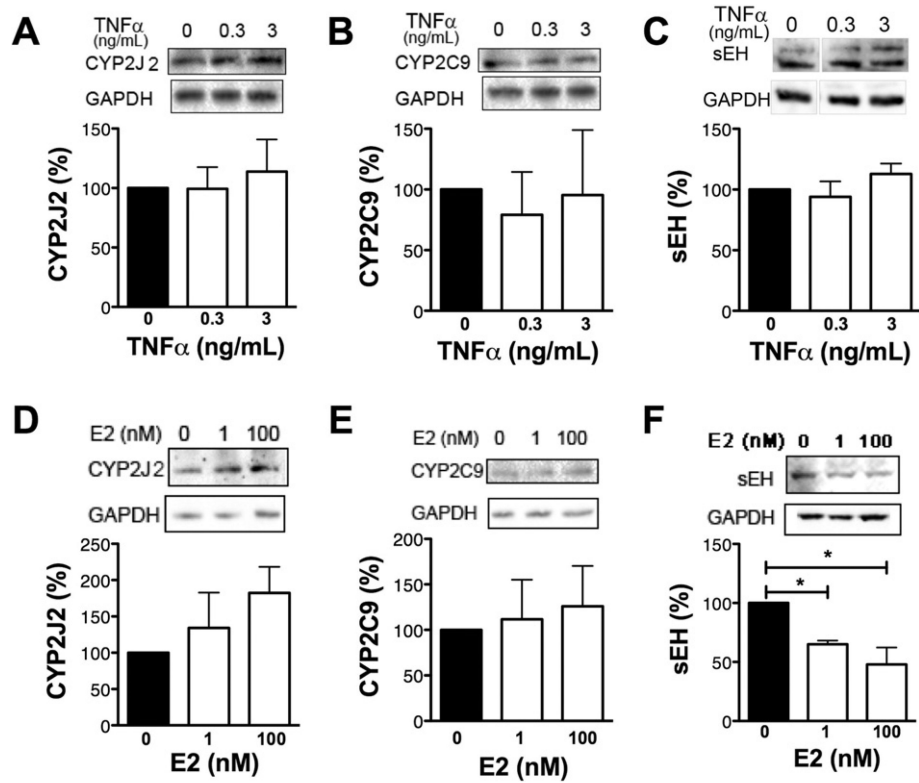 A
TNFα
(ng/mL)
0 0.3 3
CYP2J2
GAPDH
150
100
50
0
CYP2J2 (%)
0 0.3 3
TNFα (ng/mL)
B
TNFα
(ng/mL)
0 0.3 3
CYP2C9
GAPDH
150
100
50
0
CYP2C9 (%)
0 0.3 3
TNFα (ng/mL)
C
TNFα
(ng/mL)
0 0.3 3
sEH
GAPDH
150
100
50
0
sEH (%)
0 0.3 3
TNFα (ng/mL)
D
E2 (nM) 0 1 100
CYP2J2
GAPDH
250
200
150
100
50
0
CYP2J2 (%)
0 1 100
E2 (nM)
E
E2 (nM) 0 1 100
CYP2C9
GAPDH
200
150
100
50
0
CYP2C9 (%)
0 1 100
E2 (nM)
F
E2 (nM) 0 1 100
sEH
GAPDH
150
100
50
0
*
*
sEH (%)
0 1 100
E2 (nM)